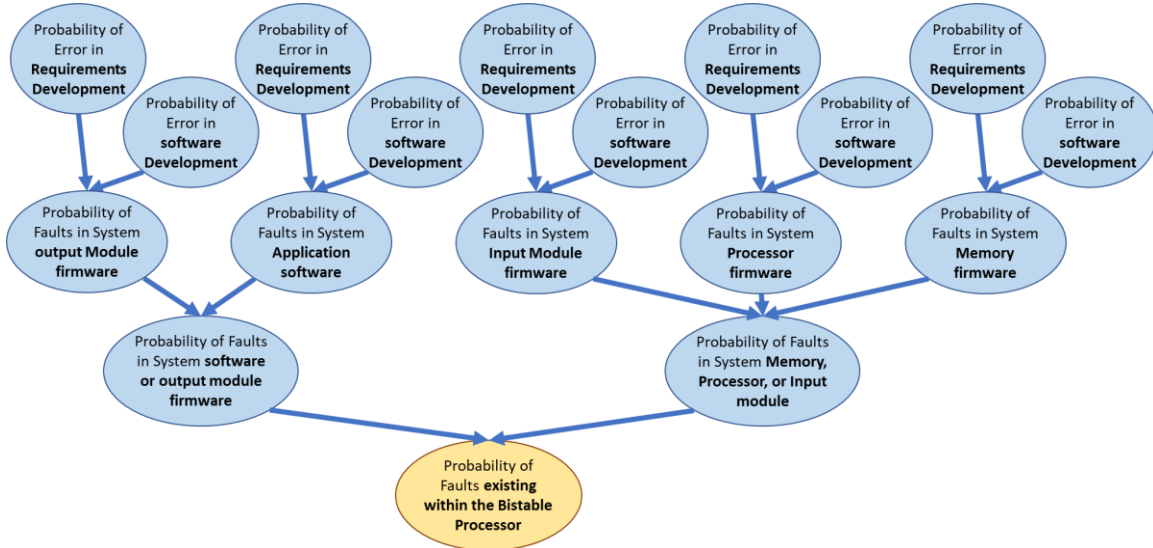 Probability of
Error in
Requirements
Development
Probability of
Error in
Requirements
Development
Probability of
Error in
Requirements
Development
Probability of
Error in
Requirements
Development
Probability of
Error in
Requirements
Development
Probability of
Error in
software
Development
Probability of
Error in
software
Development
Probability of
Error in
software
Development
Probability of
Error in
software
Development
Probability of
Error in
software
Development
Probability of
Faults in System
output Module
firmware
Probability of
Faults in System
Application
software
Probability of
Faults in System
Input Module
firmware
Probability of
Faults in System
Processor
firmware
Probability of
Faults in System
Memory
firmware
Probability of Faults
in System software
or output module
firmware
Probability of Faults
in System Memory,
Processor, or Input
module
Probability of
Faults existing
within the Bistable
Processor